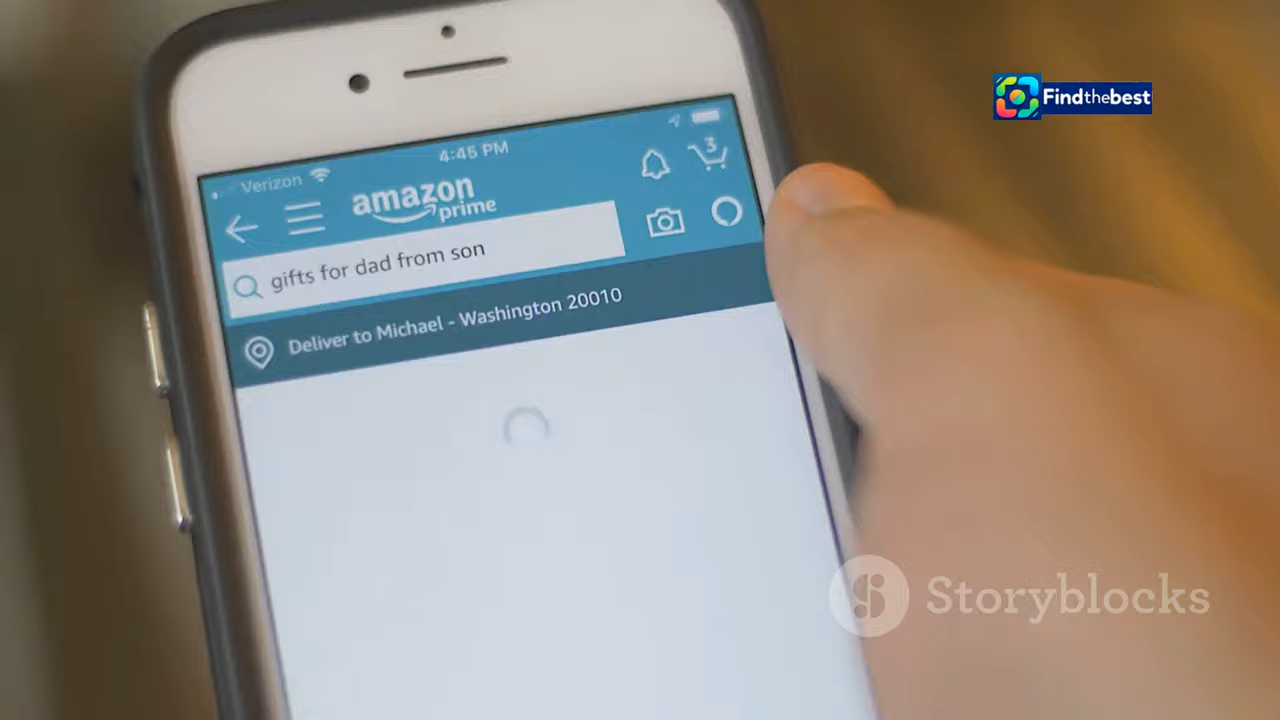 Findthebest
Verizon
4:45 PM
3
amazon
prime
gifts for dad from son
Deliver to Michael - Washington 20010
Storyblocks